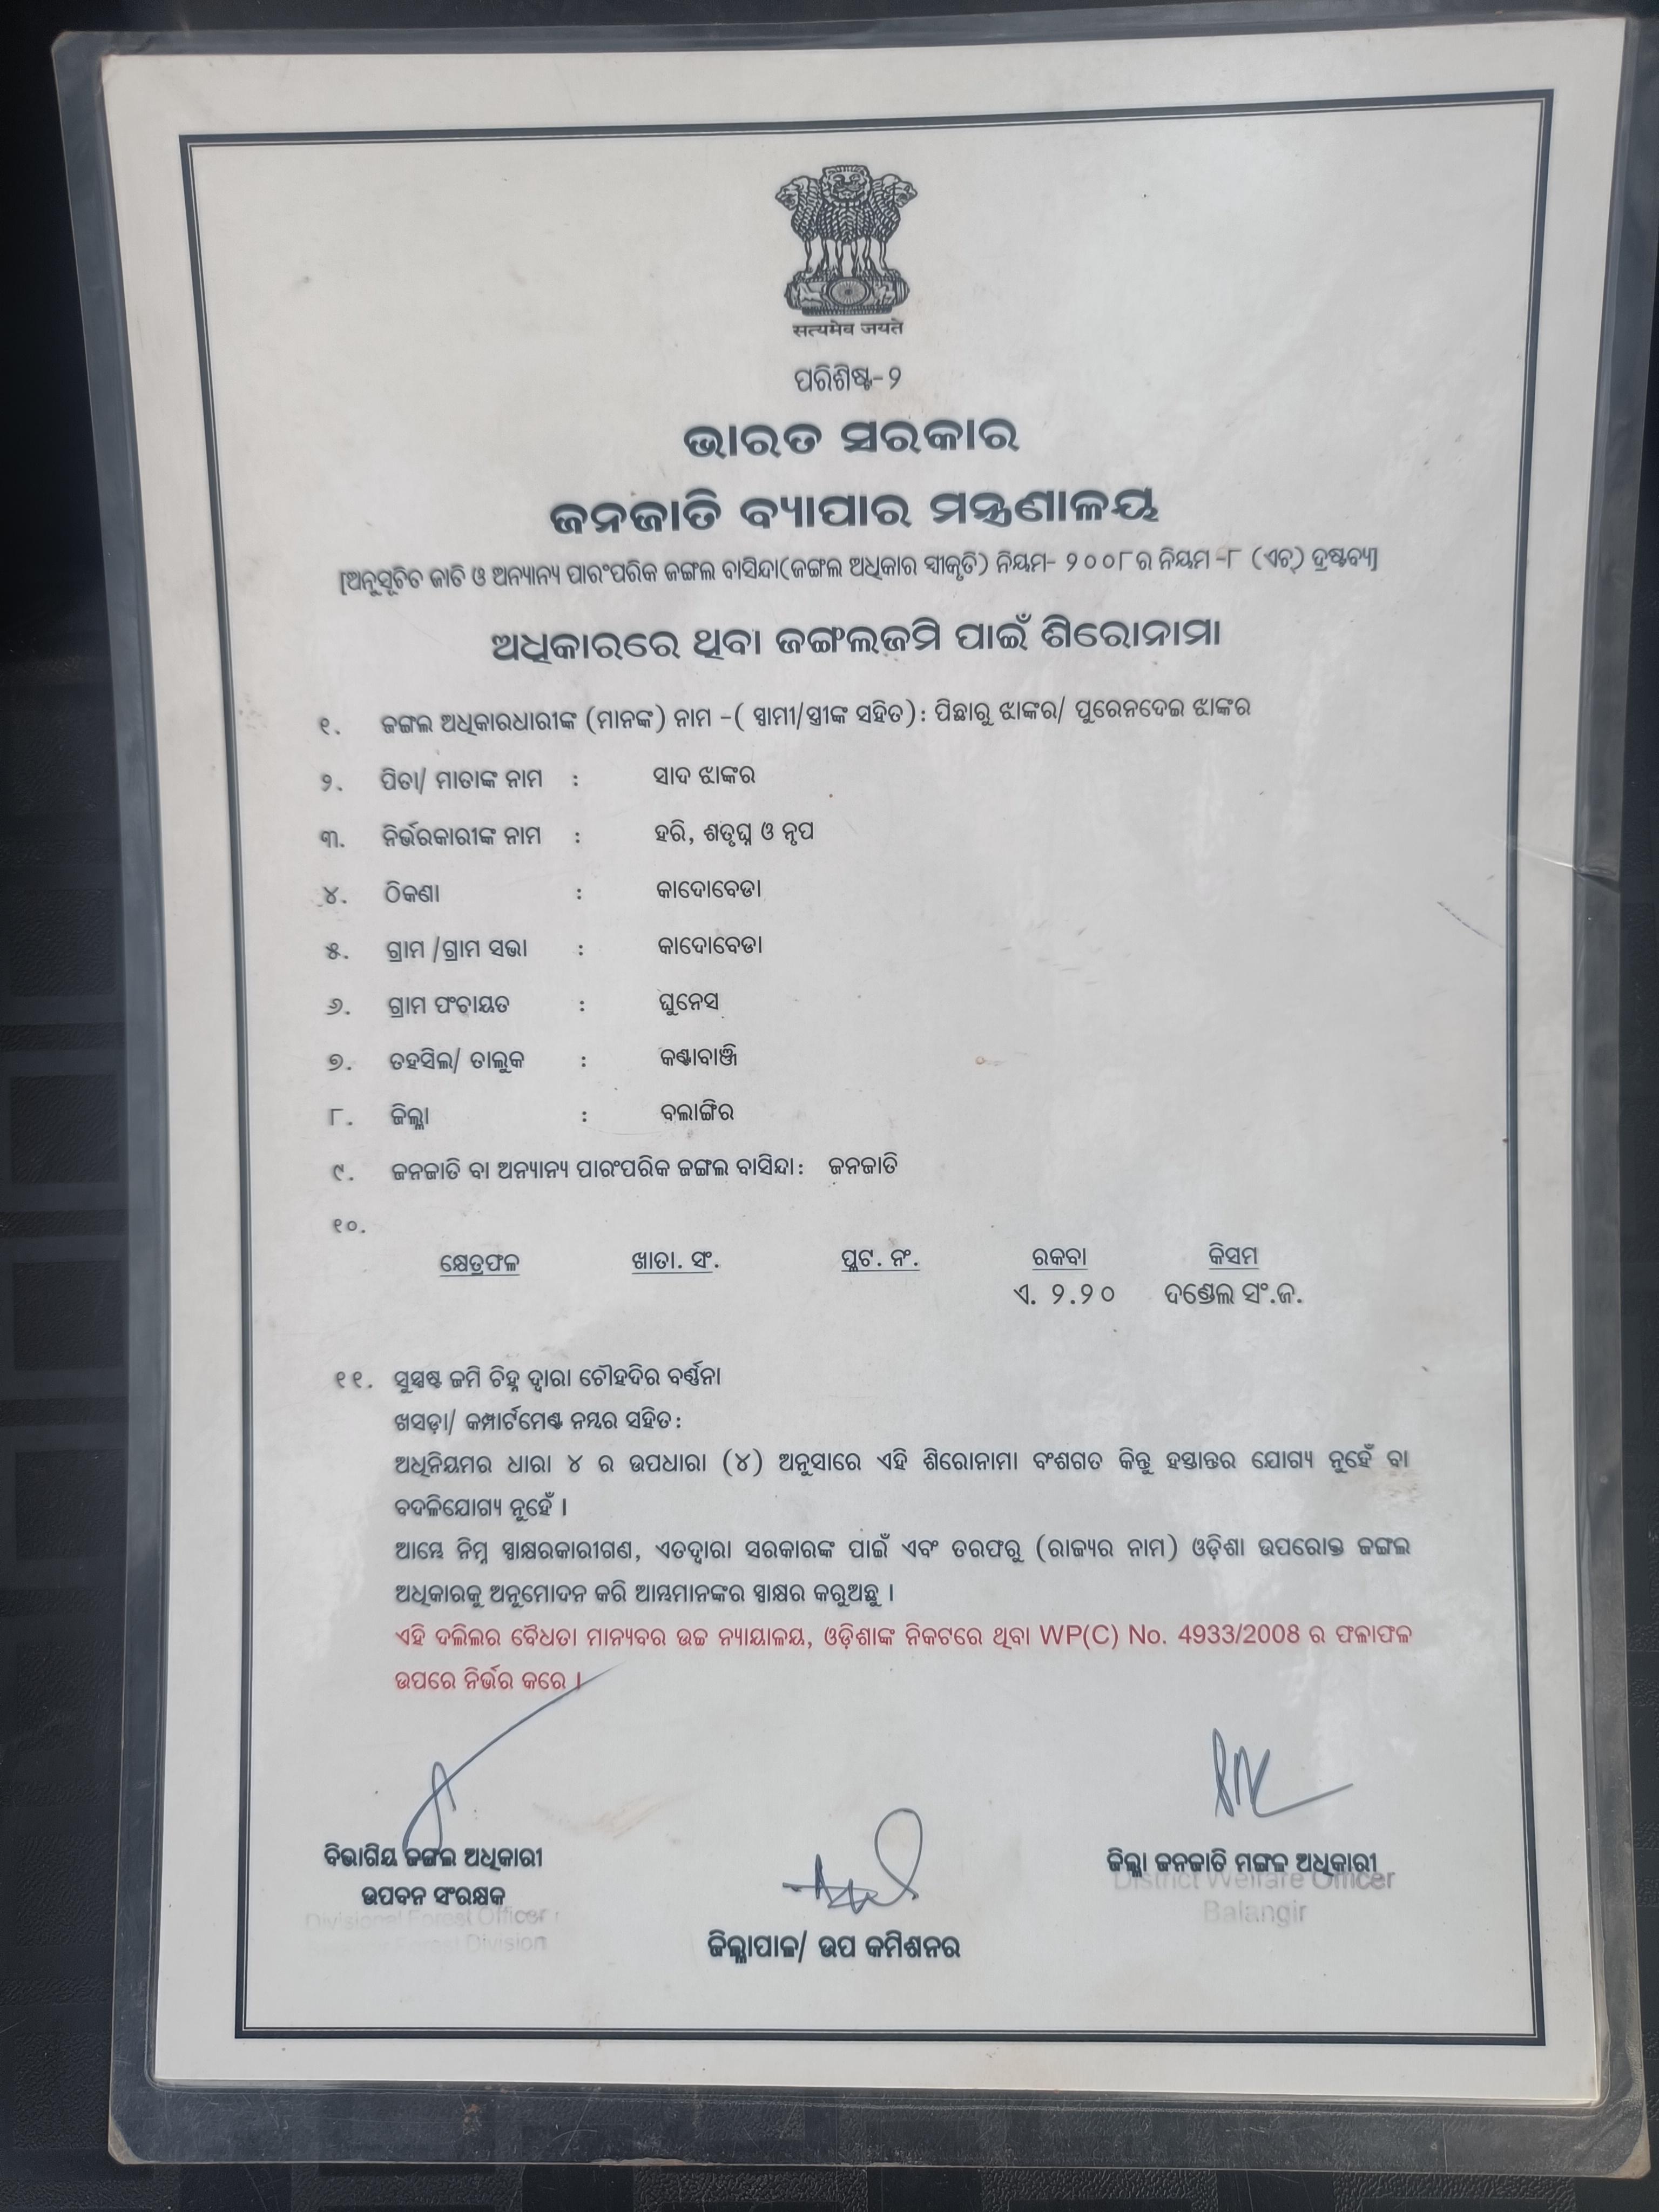 सत्यमेव जयते
ପରିଶିଷ୍ଟ-୨
ଭାରତ ସରକାର
ଜନଜାତି ବ୍ୟାପାର ମନ୍ତ୍ରଣାଳୟ
[ଅନୁସୂଚିତ ଜାତି ଓ ଅନ୍ୟାନ୍ୟ ପାରଂପରିକ ଜଙ୍ଗଲ ବାସିନ୍ଦା(ଜଙ୍ଗଲ ଅଧିକାର ସ୍ୱୀକୃତି) ନିୟମ- ୨୦୦୮ର ନିୟମ -୮ (ଏଚ୍) ଦ୍ରଷ୍ଟବ୍ୟ]
ଅଧିକାରରେ ଥିବା ଜଙ୍ଗଲଜମି ପାଇଁ ଶିରୋନାମା
୧. ଜଙ୍ଗଲ ଅଧିକାରଧାରୀଙ୍କ (ମାନଙ୍କ) ନାମ -( ସ୍ୱାମୀ/ସ୍ତ୍ରୀଙ୍କ ସହିତ): ପିଛାରୁ ଝାଙ୍କର/ ପୁରେନଦେଇ ଝାଙ୍କର
୨. ପିତା/ ମାତାଙ୍କ ନାମ : ସାଦ ଝାଙ୍କର
୩. ନିର୍ଭରକାରୀଙ୍କ ନାମ : ହରି, ଶତୃଘ୍ନ ଓ ନୃପ
୪. ଠିକଣା : କାଦୋବେଡା
୫. ଗ୍ରାମ /ଗ୍ରାମ ସଭା : କାଦୋବେଡା
୬. ଗ୍ରାମ ପଂଚାୟତ : ଘୁନେସ
୭. ତହସିଲ/ ତାଲୁକ : କଣ୍ଟାବାଞ୍ଜି
୮. ଜିଲ୍ଲା : ବଲାଙ୍ଗିର
୯. ଜନଜାତି ବା ଅନ୍ୟାନ୍ୟ ପାରଂପରିକ ଜଙ୍ଗଲ ବାସିନ୍ଦା: ଜନଜାତି
୧୦.
କ୍ଷେତ୍ରଫଳ ଖାତା. ସଂ. ପ୍ଲଟ. ନଂ. ରକବା କିସମ
ଏ. ୨.୨୦ ଦଣ୍ଡେଲ ସଂ.ଜ.
୧୧. ସୁସ୍ପଷ୍ଟ ଜମି ଚିହ୍ନ ଦ୍ୱାରା ଚୌହଦିର ବର୍ଣ୍ଣନା
ଖସଡ଼ା/ କମ୍ପାର୍ଟମେଣ୍ଟ ନମ୍ବର ସହିତ:
ଅଧିନିୟମର ଧାରା ୪ ର ଉପଧାରା (୪) ଅନୁସାରେ ଏହି ଶିରୋନାମା ବଂଶଗତ କିନ୍ତୁ ହସ୍ତାନ୍ତର ଯୋଗ୍ୟ ନୁହେଁ ବା
ବଦଳିଯୋଗ୍ୟ ନୁହେଁ ।
ଆମ୍ଭେ ନିମ୍ନ ସ୍ୱାକ୍ଷରକାରୀଗଣ, ଏତଦ୍ୱାରା ସରକାରଙ୍କ ପାଇଁ ଏବଂ ତରଫରୁ (ରାଜ୍ୟର ନାମ) ଓଡ଼ିଶା ଉପରୋକ୍ତ ଜଙ୍ଗଲ
ଅଧିକାରକୁ ଅନୁମୋଦନ କରି ଆମ୍ଭମାନଙ୍କର ସ୍ୱାକ୍ଷର କରୁଅଛୁ ।
ଏହି ଦଲିଲର ବୈଧତା ମାନ୍ୟବର ଉଚ୍ଚ ନ୍ୟାୟାଳୟ, ଓଡ଼ିଶାଙ୍କ ନିକଟରେ ଥିବା WP(C) No. 4933/2008 ର ଫଳାଫଳ
ଉପରେ ନିର୍ଭର କରେ ।
ବିଭାଗିୟ ଜଙ୍ଗଲ ଅଧିକାରୀ
ଉପବନ ସଂରକ୍ଷକ
Divisional Forest Officer
Forest Division
ଜିଲ୍ଲାପାଳ/ ଉପ କମିଶନର
ଜିଲ୍ଲା ଜନଜାତି ମଙ୍ଗଳ ଅଧିକାରୀ
District Welfare Officer
Balangir